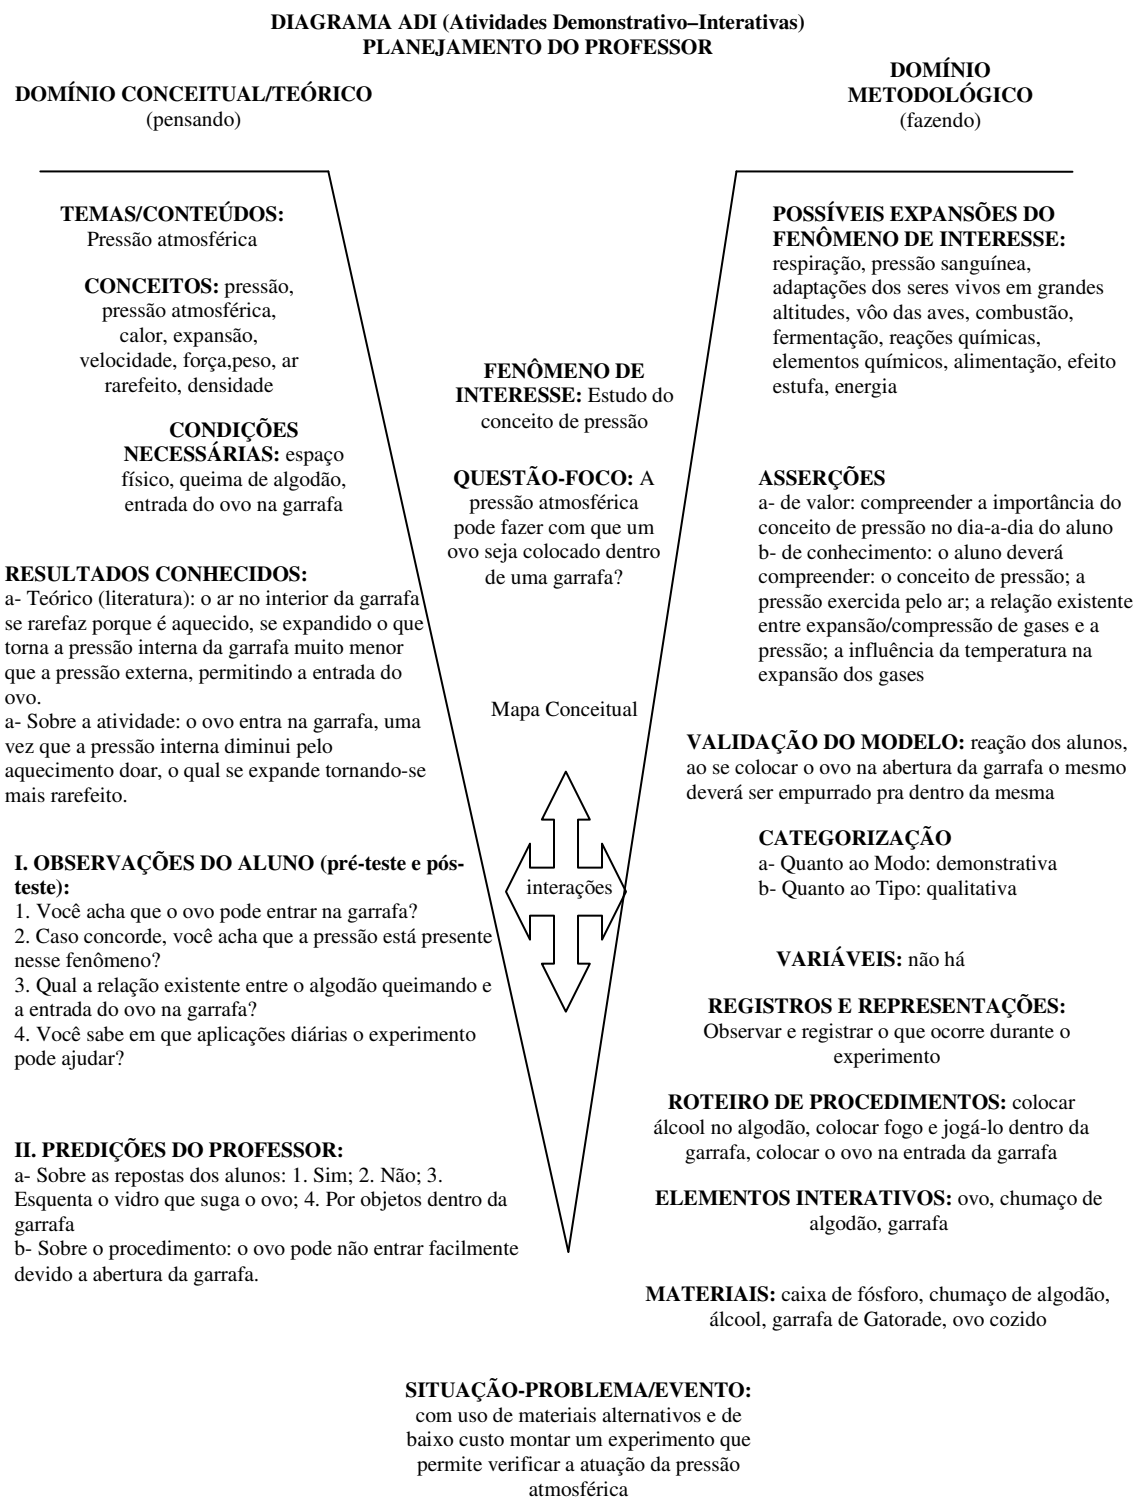 DIAGRAMA ADI (Atividades Demonstrativo–Interativas)
PLANEJAMENTO DO PROFESSOR
DOMÍNIO CONCEITUAL/TEÓRICO
(pensando)
DOMÍNIO
METODOLÓGICO
(fazendo)
TEMAS/CONTEÚDOS:
Pressão atmosférica
CONCEITOS: pressão,
pressão atmosférica,
calor, expansão,
velocidade, força,peso, ar
rarefeito, densidade
CONDIÇÕES
NECESSÁRIAS: espaço
físico, queima de algodão,
entrada do ovo na garrafa
RESULTADOS CONHECIDOS:
a- Teórico (literatura): o ar no interior da garrafa
se rarefaz porque é aquecido, se expandido o que
torna a pressão interna da garrafa muito menor
que a pressão externa, permitindo a entrada do
ovo.
a- Sobre a atividade: o ovo entra na garrafa, uma
vez que a pressão interna diminui pelo
aquecimento doar, o qual se expande tornando-se
mais rarefeito.
I. OBSERVAÇÕES DO ALUNO (pré-teste e pós-
teste):
1. Você acha que o ovo pode entrar na garrafa?
2. Caso concorde, você acha que a pressão está presente
nesse fenômeno?
3. Qual a relação existente entre o algodão queimando e
a entrada do ovo na garrafa?
4. Você sabe em que aplicações diárias o experimento
pode ajudar?
II. PREDIÇÕES DO PROFESSOR:
a- Sobre as repostas dos alunos: 1. Sim; 2. Não; 3.
Esquenta o vidro que suga o ovo; 4. Por objetos dentro da
garrafa
b- Sobre o procedimento: o ovo pode não entrar facilmente
devido a abertura da garrafa.
FENÔMENO DE
INTERESSE: Estudo do
conceito de pressão
QUESTÃO-FOCO: A
pressão atmosférica
pode fazer com que um
ovo seja colocado dentro
de uma garrafa?
Mapa Conceitual
interações
POSSÍVEIS EXPANSÕES DO
FENÔMENO DE INTERESSE:
respiração, pressão sanguínea,
adaptações dos seres vivos em grandes
altitudes, vôo das aves, combustão,
fermentação, reações químicas,
elementos químicos, alimentação, efeito
estufa, energia
ASSERÇÕES
a- de valor: compreender a importância do
conceito de pressão no dia-a-dia do aluno
b- de conhecimento: o aluno deverá
compreender: o conceito de pressão; a
pressão exercida pelo ar; a relação existente
entre expansão/compressão de gases e a
pressão; a influência da temperatura na
expansão dos gases
VALIDAÇÃO DO MODELO: reação dos alunos,
ao se colocar o ovo na abertura da garrafa o mesmo
deverá ser empurrado pra dentro da mesma
CATEGORIZAÇÃO
a- Quanto ao Modo: demonstrativa
b- Quanto ao Tipo: qualitativa
VARIÁVEIS: não há
REGISTROS E REPRESENTAÇÕES:
Observar e registrar o que ocorre durante o
experimento
ROTEIRO DE PROCEDIMENTOS: colocar
álcool no algodão, colocar fogo e jogá-lo dentro da
garrafa, colocar o ovo na entrada da garrafa
ELEMENTOS INTERATIVOS: ovo, chumaço de
algodão, garrafa
MATERIAIS: caixa de fósforo, chumaço de algodão,
álcool, garrafa de Gatorade, ovo cozido
SITUAÇÃO-PROBLEMA/EVENTO:
com uso de materiais alternativos e de
baixo custo montar um experimento que
permite verificar a atuação da pressão
atmosférica